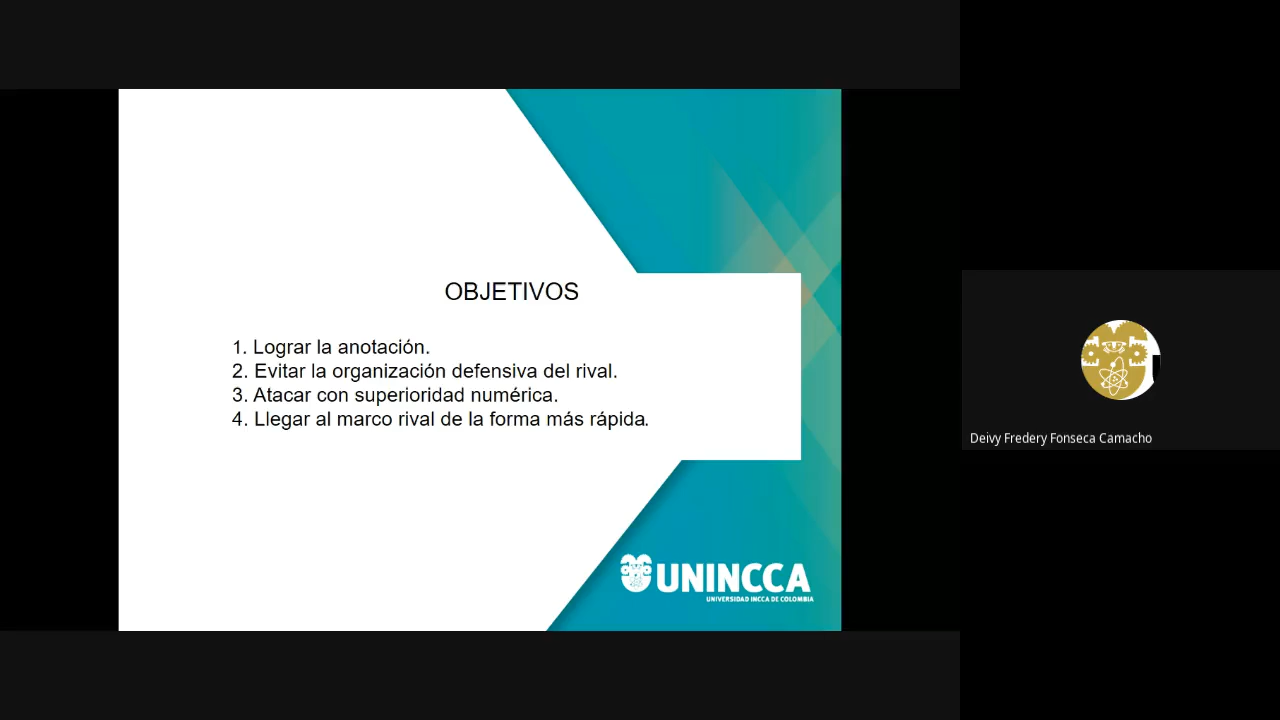 OBJETIVOS
1. Lograr la anotación.
2. Evitar la organización defensiva del rival.
3. Atacar con superioridad numérica.
4. Llegar al marco rival de la forma más rápida.
UNINCCA
UNIVERSIDAD INCCA DE COLOMBIA
Deivy Fredery Fonseca Camacho